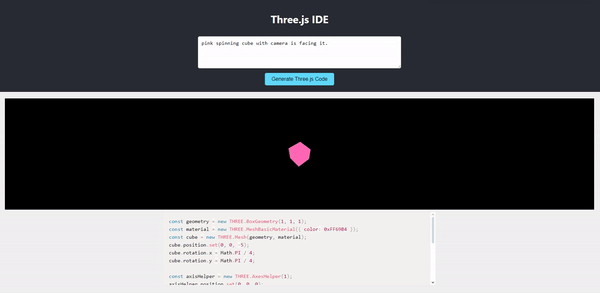 Three.js IDE
pink spinning cube with camera is facing it.
Generate Three.js Code
const geometry = new THREE.BoxGeometry(1, 1, 1);
const material = new THREE.MeshBasicMaterial({ color: 0xFF69B4 });
const cube = new THREE.Mesh(geometry, material);
cube.position.set(0, 0, -5);
cube.rotation.x = Math.PI / 4;
cube.rotation.y = Math.PI / 4;
const axisHelper = new THREE.AxesHelper(1);
axisHelper.position.set(0, 0, 0);